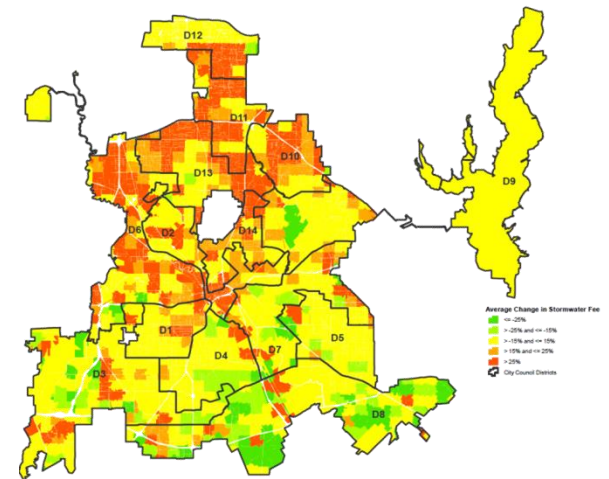 D12
D11
D10
D13
D9
D6
D2
D14
D1
D5
D4
D7
D3
D8
Average Change in Stormwater Fee
<= -25%
> -25% and <= -15%
> -15% and <= 15%
> 15% and <= 25%
> 25%
City Council Districts